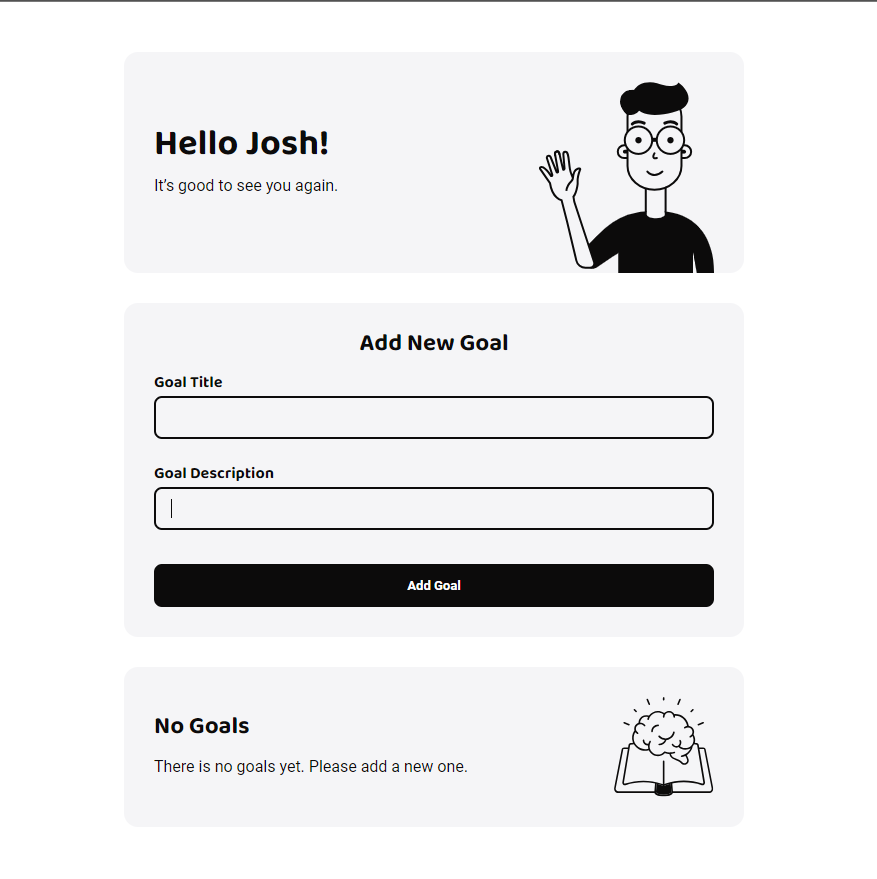 Hello Josh!
It’s good to see you again.
Add New Goal
Goal Title
Goal Description
Add Goal
No Goals
There is no goals yet. Please add a new one.